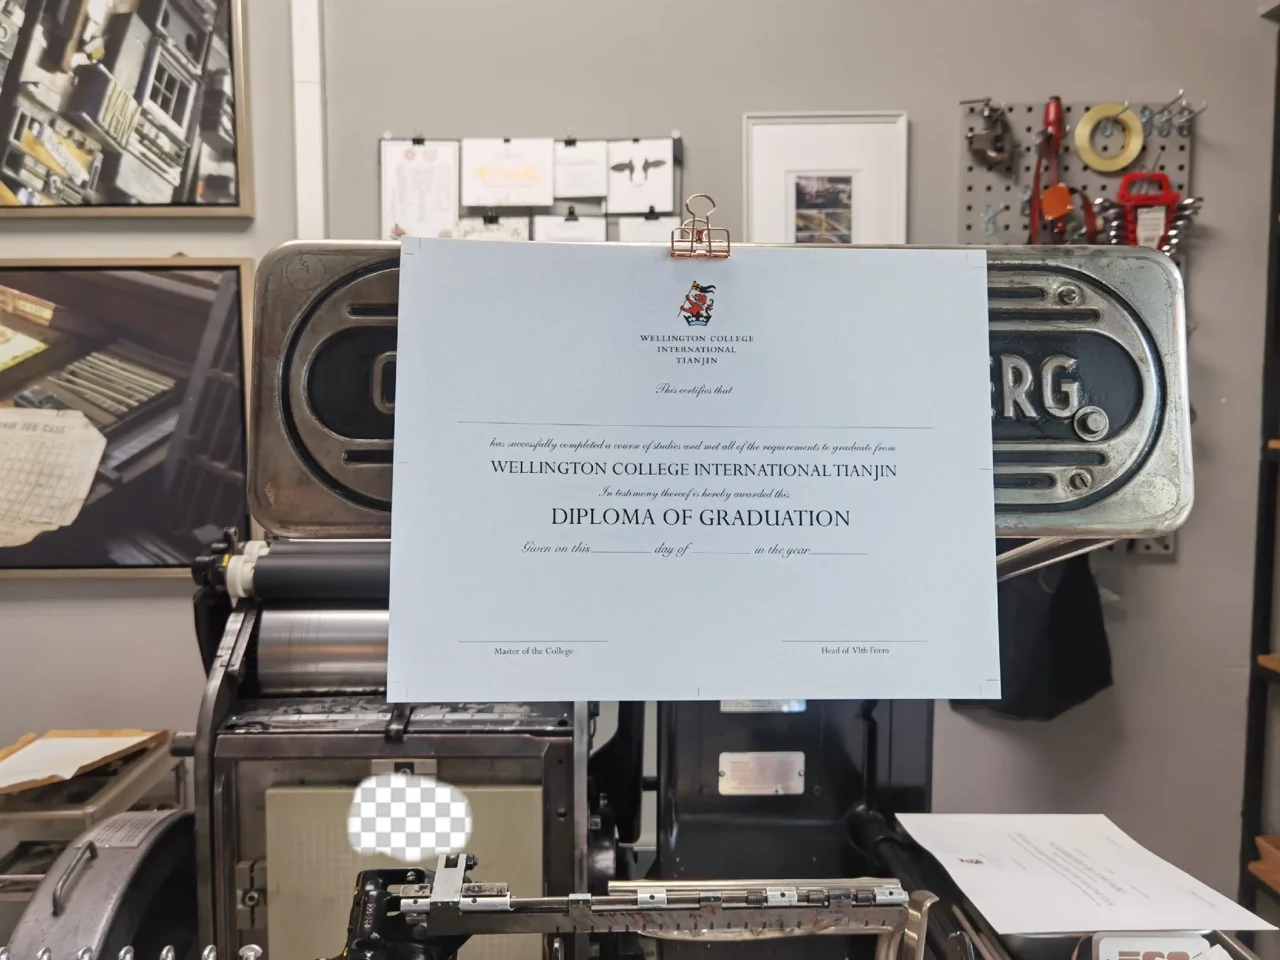 WELLINGTON COLLEGE
INTERNATIONAL
TIANJIN
This certifies that
has successfully completed a course of studies and met all of the requirements to graduate from
WELLINGTON COLLEGE INTERNATIONAL TIANJIN
In testimony thereof is hereby awarded this
DIPLOMA OF GRADUATION
Given on this day of in the year
Master of the College
Head of VIth Form
ERG